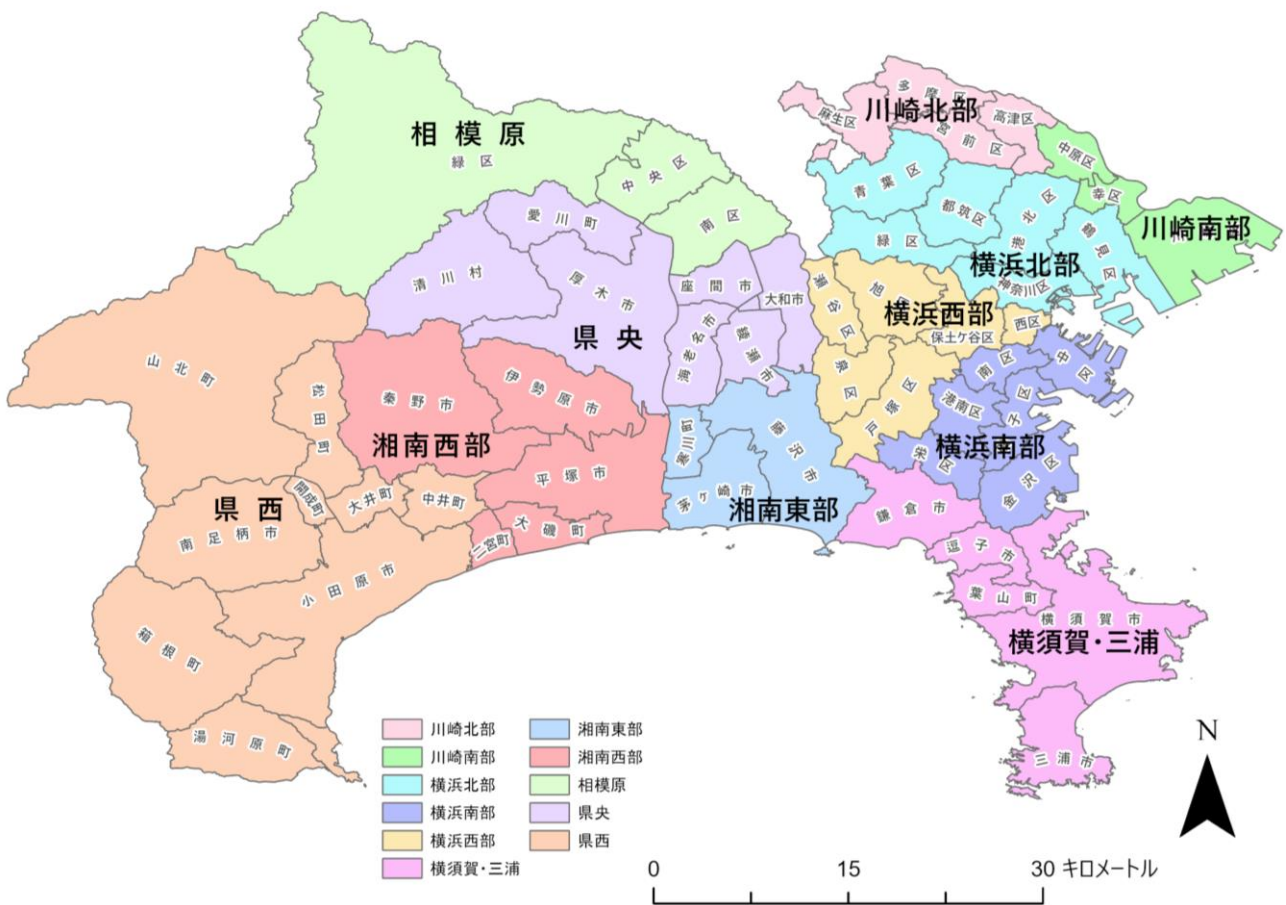 相模原
緑区
中央区
南区
川崎北部
多摩区
麻生区
宮前区
高津区
川崎南部
中原区
幸区
横浜北部
青葉区
都筑区
港北区
鶴見区
緑区
神奈川区
横浜西部
瀬谷区
旭
保土ケ谷区
西区
泉区
戸塚区
横浜南部
南区
中区
港南区
子区
栄区
金沢区
県央
愛川町
清川村
厚木市
座間市
大和市
海老名市
綾瀬市
湘南西部
秦野市
伊勢原市
平塚市
大磯町
二宮町
湘南東部
寒川町
藤沢市
茅ヶ崎市
県西
山北町
松田町
開成町
大井町
中井町
南足柄市
小田原市
箱根町
湯河原町
横須賀・三浦
鎌倉市
逗子市
葉山町
横須賀市
三浦市
川崎北部
川崎南部
横浜北部
横浜南部
横浜西部
横須賀・三浦
湘南東部
湘南西部
相模原
県央
県西
N
0 15 30 キロメートル